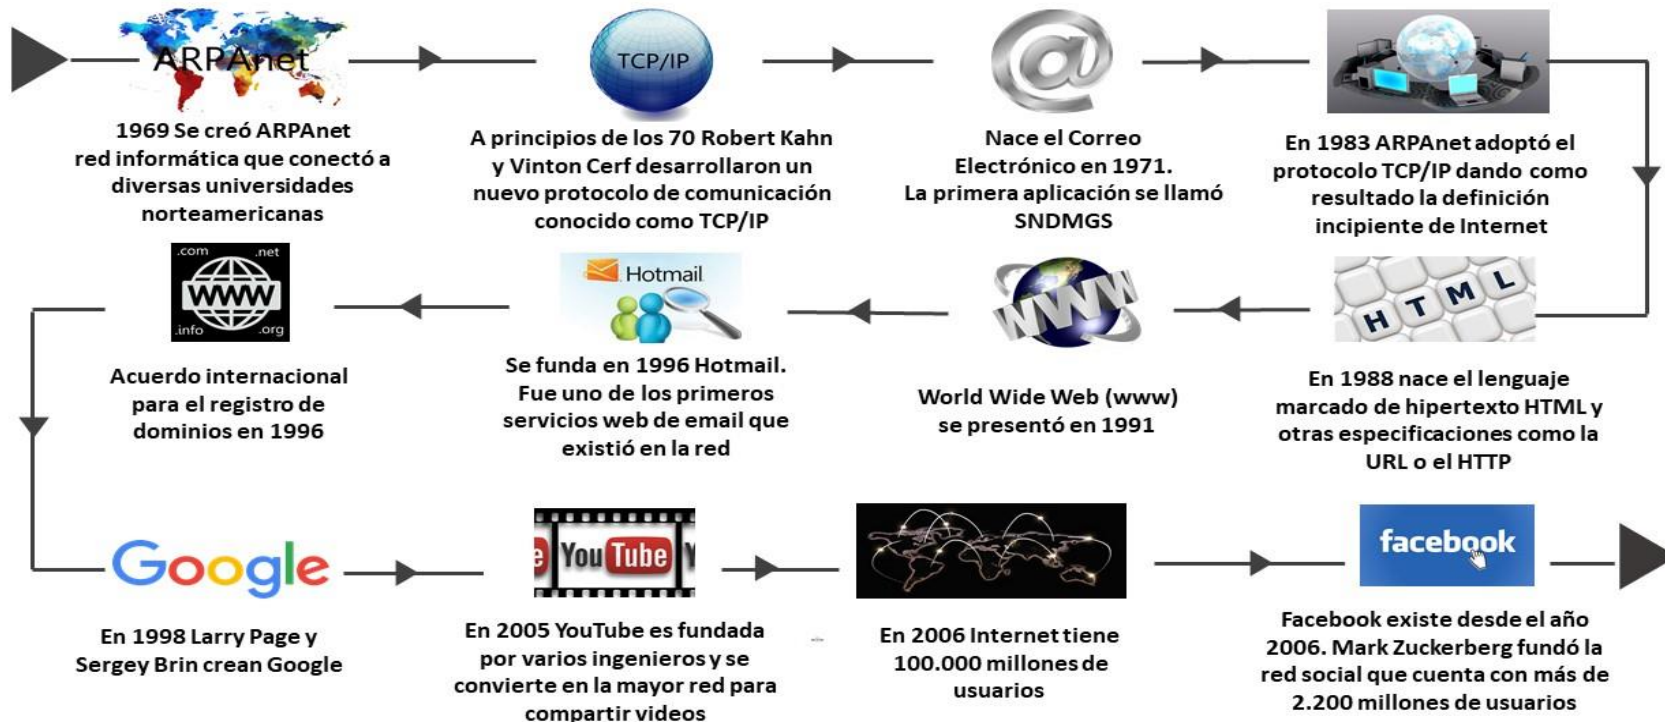 ARPAnet
1969 Se creó ARPAnet
red informática que conectó a
diversas universidades
norteamericanas
TCP/IP
A principios de los 70 Robert Kahn
y Vinton Cerf desarrollaron un
nuevo protocolo de comunicación
conocido como TCP/IP
@
Nace el Correo
Electrónico en 1971.
La primera aplicación se llamó
SNDMGS
En 1983 ARPAnet adoptó el
protocolo TCP/IP dando como
resultado la definición
incipiente de Internet
HTML
En 1988 nace el lenguaje
marcado de hipertexto HTML y
otras especificaciones como la
URL o el HTTP
WWW
World Wide Web (www)
se presentó en 1991
Hotmail
Se funda en 1996 Hotmail.
Fue uno de los primeros
servicios web de email que
existió en la red
.com .net
www
.info .org
Acuerdo internacional
para el registro de
dominios en 1996
Google
En 1998 Larry Page y
Sergey Brin crean Google
e YouTube Y
En 2005 YouTube es fundada
por varios ingenieros y se
convierte en la mayor red para
compartir videos
En 2006 Internet tiene
100.000 millones de
usuarios
facebook
Facebook existe desde el año
2006. Mark Zuckerberg fundó la
red social que cuenta con más de
2.200 millones de usuarios